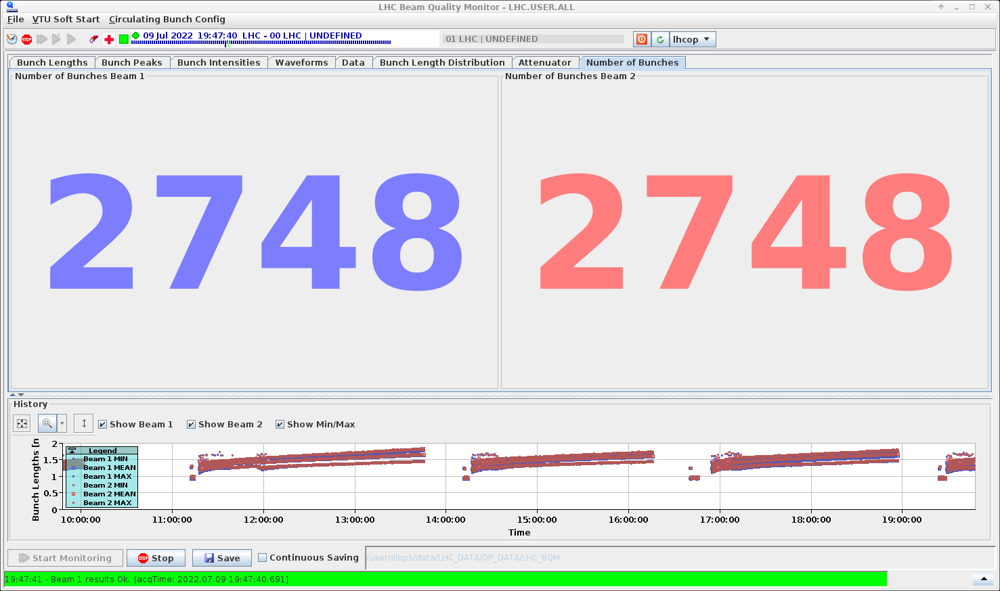 LHC Beam Quality Monitor - LHC.USER.ALL
File VTU Soft Start Circulating Bunch Config
STOP 09 Jul 2022 19:47:40 LHC - 00 LHC | UNDEFINED 01 LHC | UNDEFINED lhcop
Bunch Lengths Bunch Peaks Bunch Intensities Waveforms Data Bunch Length Distribution Attenuator Number of Bunches
Number of Bunches Beam 1 Number of Bunches Beam 2
2748 2748
History
Show Beam 1 Show Beam 2 Show Min/Max
Bunch Lengths [n
2
1.5
1
0.5
0
Legend
Beam 1 MIN
Beam 1 MEAN
Beam 1 MAX
Beam 2 MIN
Beam 2 MEAN
Beam 2 MAX
10:00:00 11:00:00 12:00:00 13:00:00 14:00:00 15:00:00 16:00:00 17:00:00 18:00:00 19:00:00
Time
Start Monitoring STOP Stop Save Continuous Saving /user/slops/data/LHC_DATA/OP_DATA/LHC_BQM
19:47:41 - Beam 1 results Ok. [acqTime: 2022.07.09 19:47:40.691]